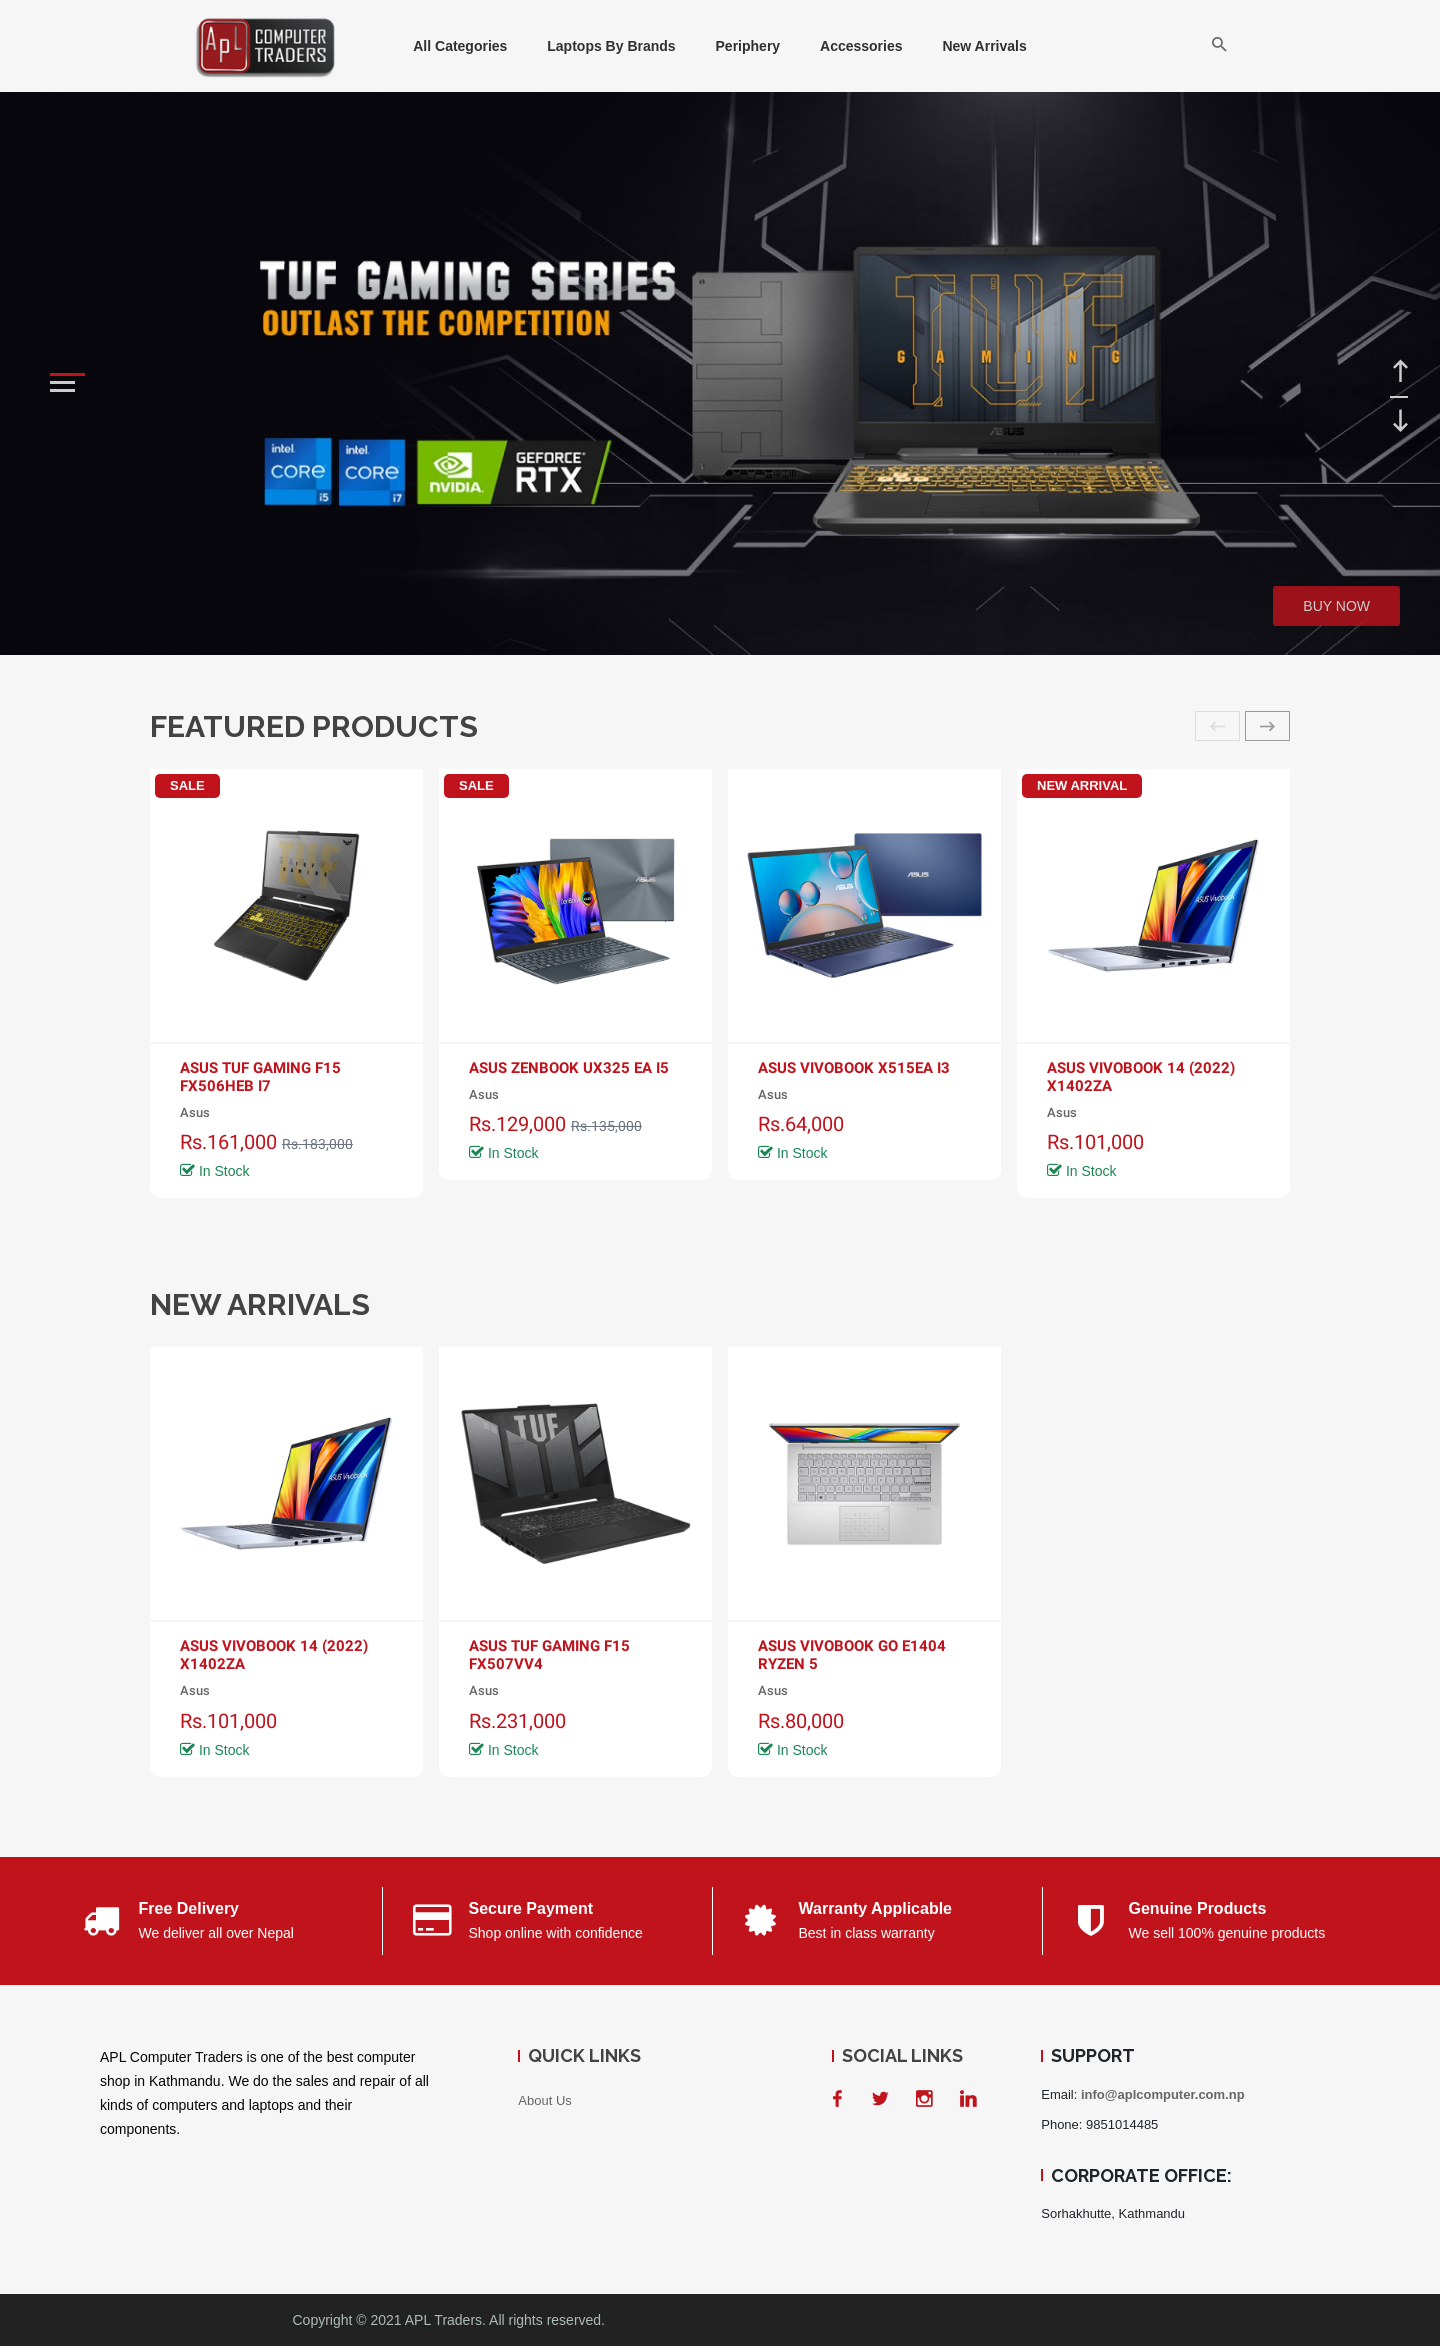 ApL COMPUTER
TRADERS
All Categories
Laptops By Brands
Periphery
Accessories
New Arrivals
TUF GAMING SERIES
OUTLAST THE COMPETITION
TUF
GAMING
ASUS
intel
CORE
i5
intel
CORE
i7
NVIDIA.
GEFORCE
RTX
BUY NOW
FEATURED PRODUCTS
SALE
TUF
ASUS TUF GAMING F15
FX506HEB I7
Asus
Rs.161,000 Rs.183,000
In Stock
SALE
ASUS
ASUS ZENBOOK UX325 EA I5
Asus
Rs.129,000 Rs.135,000
In Stock
ASUS
ASUS
ASUS VIVOBOOK X515EA I3
Asus
Rs.64,000
In Stock
NEW ARRIVAL
ASUS Vivobook
ASUS VIVOBOOK 14 (2022)
X1402ZA
Asus
Rs.101,000
In Stock
NEW ARRIVALS
ASUS Vivobook
ASUS VIVOBOOK 14 (2022)
X1402ZA
Asus
Rs.101,000
In Stock
TUF
ASUS TUF GAMING F15
FX507VV4
Asus
Rs.231,000
In Stock
ASUS VIVOBOOK GO E1404
RYZEN 5
Asus
Rs.80,000
In Stock
Free Delivery
We deliver all over Nepal
Secure Payment
Shop online with confidence
Warranty Applicable
Best in class warranty
Genuine Products
We sell 100% genuine products
APL Computer Traders is one of the best computer
shop in Kathmandu. We do the sales and repair of all
kinds of computers and laptops and their
components.
QUICK LINKS
About Us
SOCIAL LINKS
SUPPORT
Email: info@aplcomputer.com.np
Phone: 9851014485
CORPORATE OFFICE:
Sorhakhutte, Kathmandu
Copyright © 2021 APL Traders. All rights reserved.